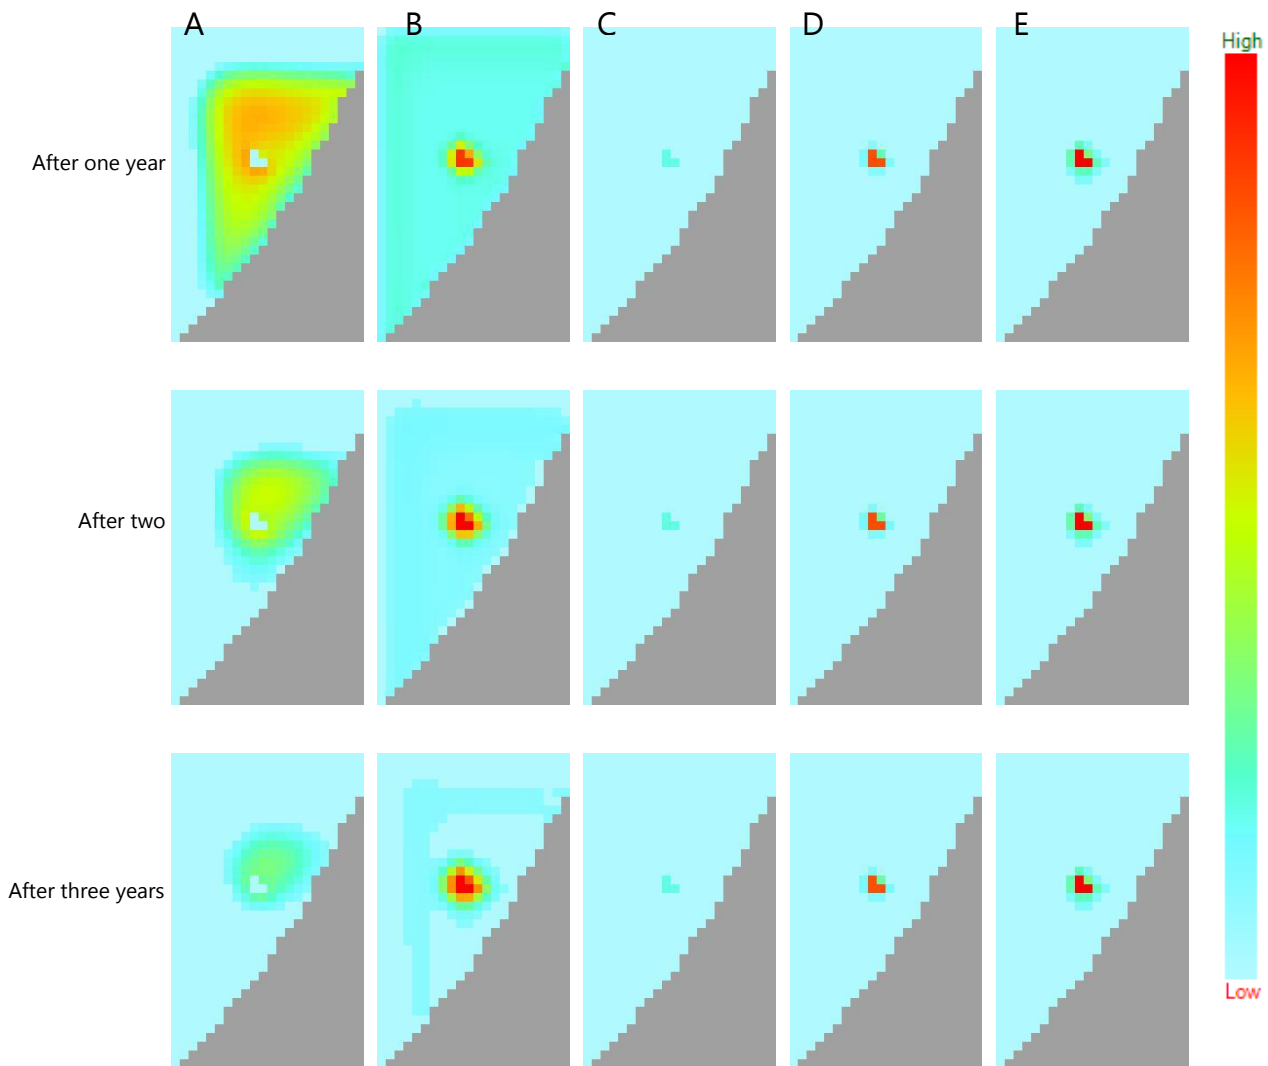 A B C D E
High
After one year
After two
After three years
Low